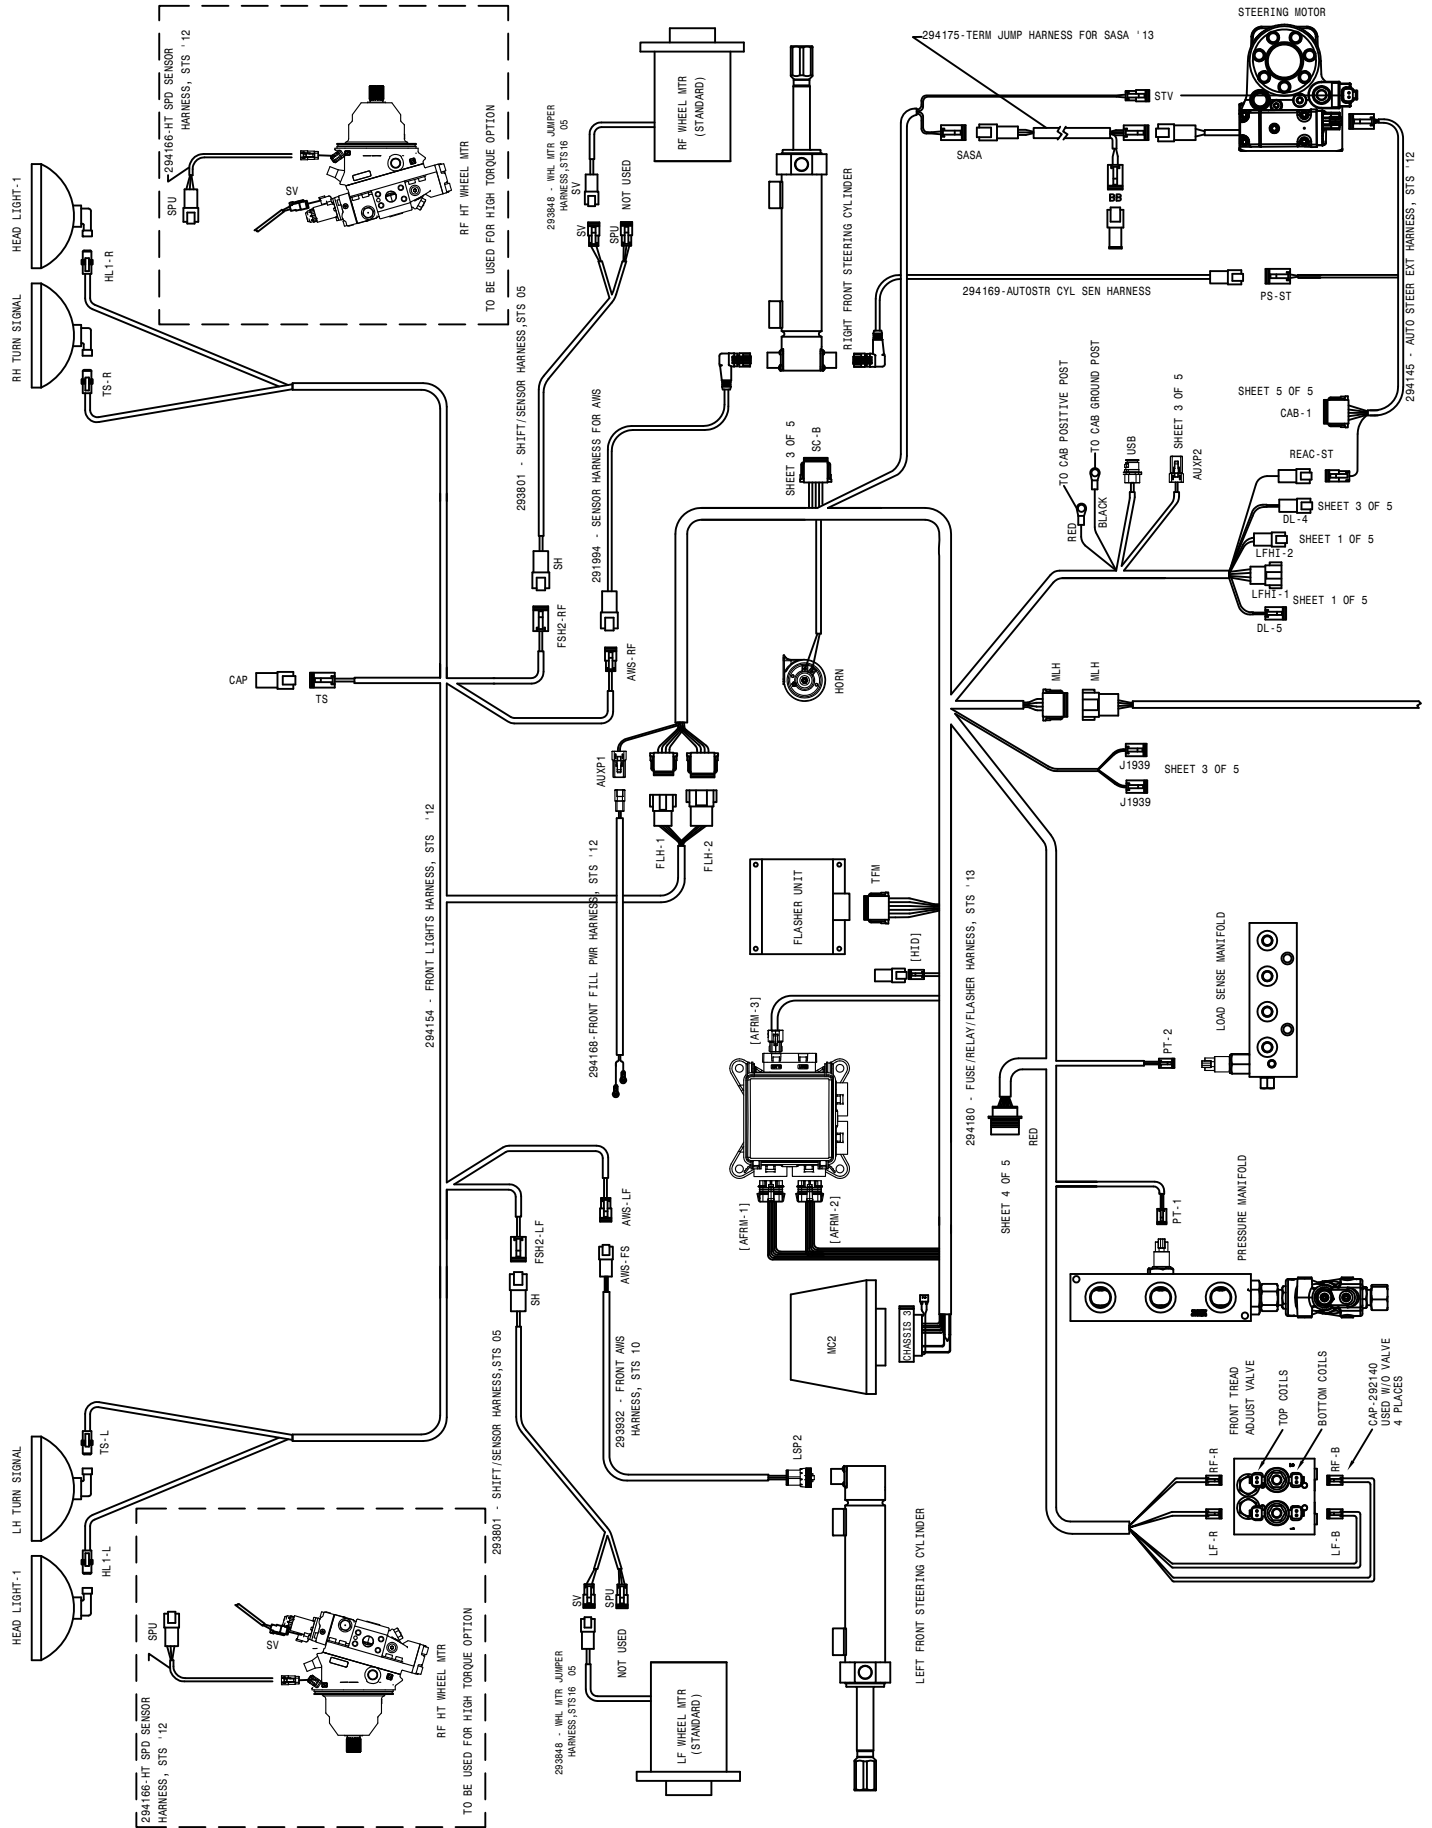 STEERING MOTOR
294175-TERM JUMP HARNESS FOR SASA '13
STV
SASA
BB
294145 - AUTO STEER EXT HARNESS, STS '12
294169-AUTOSTR CYL SEN HARNESS
PS-ST
HEAD LIGHT-1
HL1-R
RH TURN SIGNAL
TS-R
294166-HT SPD SENSOR
HARNESS, STS '12
SPU
SV
RF HT WHEEL MTR
TO BE USED FOR HIGH TORQUE OPTION
RF WHEEL MTR
(STANDARD)
293848 - WHL MTR JUMPER
HARNESS,STS16 05
SV
SV
SPU
NOT USED
293801 - SHIFT/SENSOR HARNESS,STS 05
SH
FSH2-RF
RIGHT FRONT STEERING CYLINDER
291994 - SENSOR HARNESS FOR AWS
AWS-RF
CAP
TS
SHEET 3 OF 5
SC-B
HORN
TO CAB POSITIVE POST
TO CAB GROUND POST
RED
BLACK
USB
SHEET 3 OF 5
AUXP2
SHEET 5 OF 5
CAB-1
REAC-ST
DL-4
SHEET 3 OF 5
LFHI-2
SHEET 1 OF 5
LFHI-1
SHEET 1 OF 5
DL-5
MLH
MLH
J1939
SHEET 3 OF 5
J1939
AUXP1
FLH-1
FLH-2
294154 - FRONT LIGHTS HARNESS, STS '12
294168-FRONT FILL PWR HARNESS, STS '12
FLASHER UNIT
TFM
[HID]
[AFRM-3]
[AFRM-1]
[AFRM-2]
294180 - FUSE/RELAY/FLASHER HARNESS, STS '13
RED
SHEET 4 OF 5
PT-2
LOAD SENSE MANIFOLD
PT-1
PRESSURE MANIFOLD
MC2
CHASSIS 3
AWS-LF
FSH2-LF
AWS-FS
SH
293801 - SHIFT/SENSOR HARNESS,STS 05
293932 - FRONT AWS
HARNESS, STS 10
LSP2
LEFT FRONT STEERING CYLINDER
FRONT TREAD
ADJUST VALVE
TOP COILS
BOTTOM COILS
CAP-292140
USED W/O VALVE
4 PLACES
RF-R
LF-R
RF-B
LF-B
LH TURN SIGNAL
TS-L
HEAD LIGHT-1
HL1-L
294166-HT SPD SENSOR
HARNESS, STS '12
SPU
SV
RF HT WHEEL MTR
TO BE USED FOR HIGH TORQUE OPTION
SV
SPU
NOT USED
293848 - WHL MTR JUMPER
HARNESS,STS16 05
LF WHEEL MTR
(STANDARD)